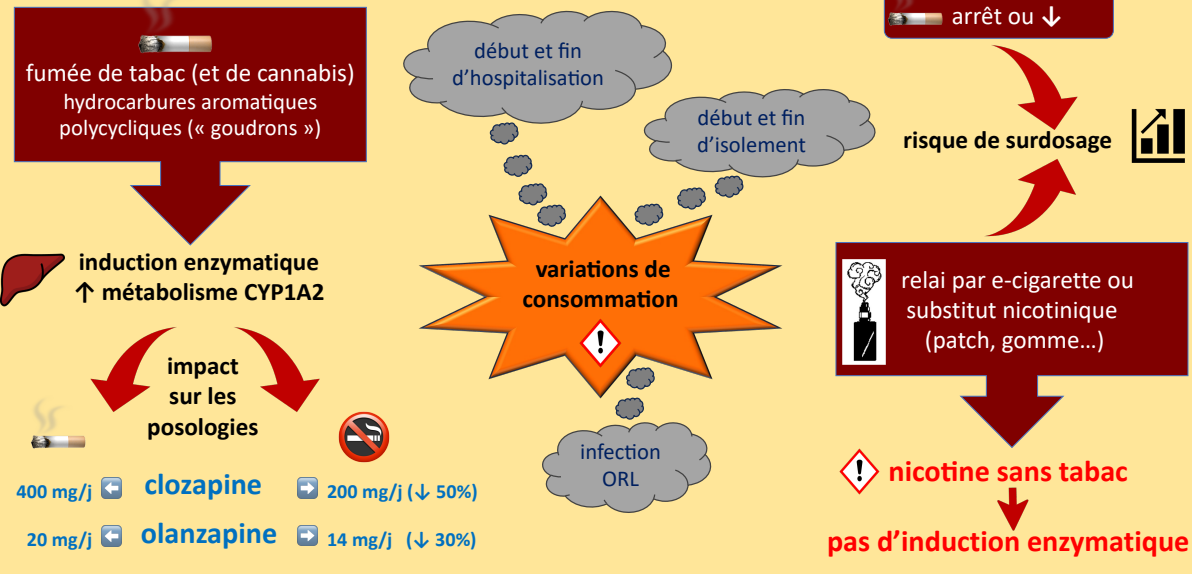 fumée de tabac (et de cannabis)
hydrocarbures aromatiques
polycycliques (« goudrons »)
induction enzymatique
↑ métabolisme CYP1A2
impact
sur les
posologies
400 mg/j clozapine 200 mg/j (↓ 50%)
20 mg/j olanzapine 14 mg/j (↓ 30%)
début et fin
d’hospitalisation
début et fin
d’isolement
variations de
consommation
!
infection
ORL
arrêt ou ↓
risque de surdosage
relai par e-cigarette ou
substitut nicotinique
(patch, gomme…)
! nicotine sans tabac
pas d’induction enzymatique